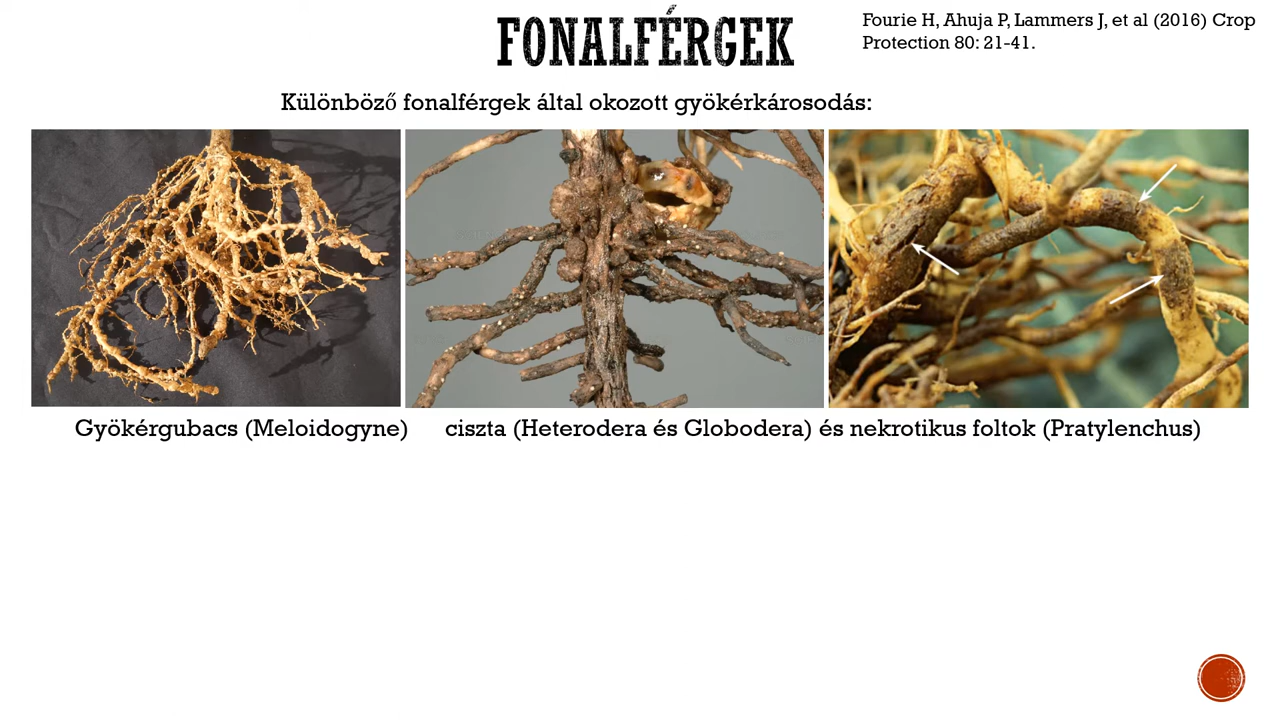 FONALFÉRGEK
Fourie H, Ahuja P, Lammers J, et al (2016) Crop
Protection 80: 21-41.
Különböző fonalférgek által okozott gyökérkárosodás:
Gyökérgubacs (Meloidogyne) ciszta (Heterodera és Globodera) és nekrotikus foltok (Pratylenchus)